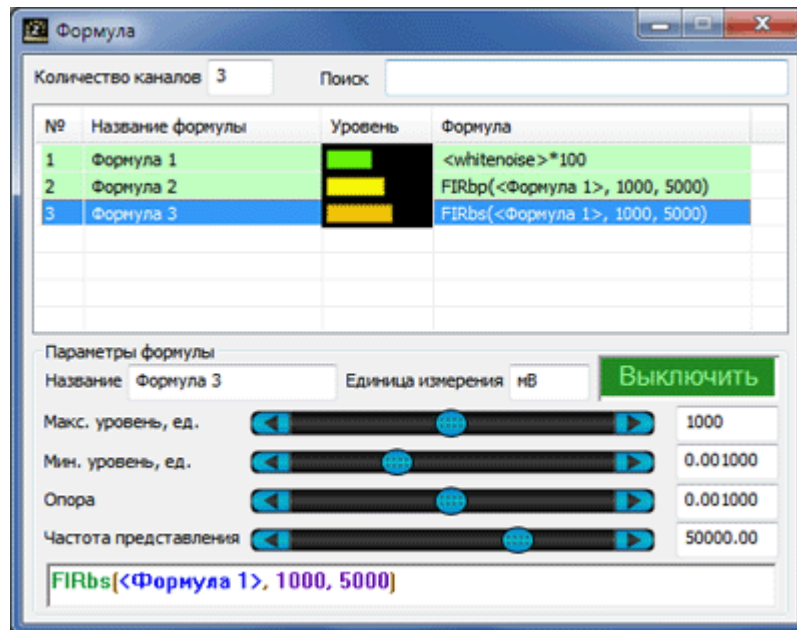 Формула
Количество каналов 3 Поиск
№ Название формулы Уровень Формула
1 Формула 1 <whitenoise>*100
2 Формула 2 FIRbp(<Формула 1>, 1000, 5000)
3 Формула 3 FIRbs(<Формула 1>, 1000, 5000)
Параметры формулы
Название Формула 3 Единица измерения мВ Выключить
Макс. уровень, ед. 1000
Мин. уровень, ед. 0.001000
Опора 0.001000
Частота представления 50000.00
FIRbs(<Формула 1>, 1000, 5000)